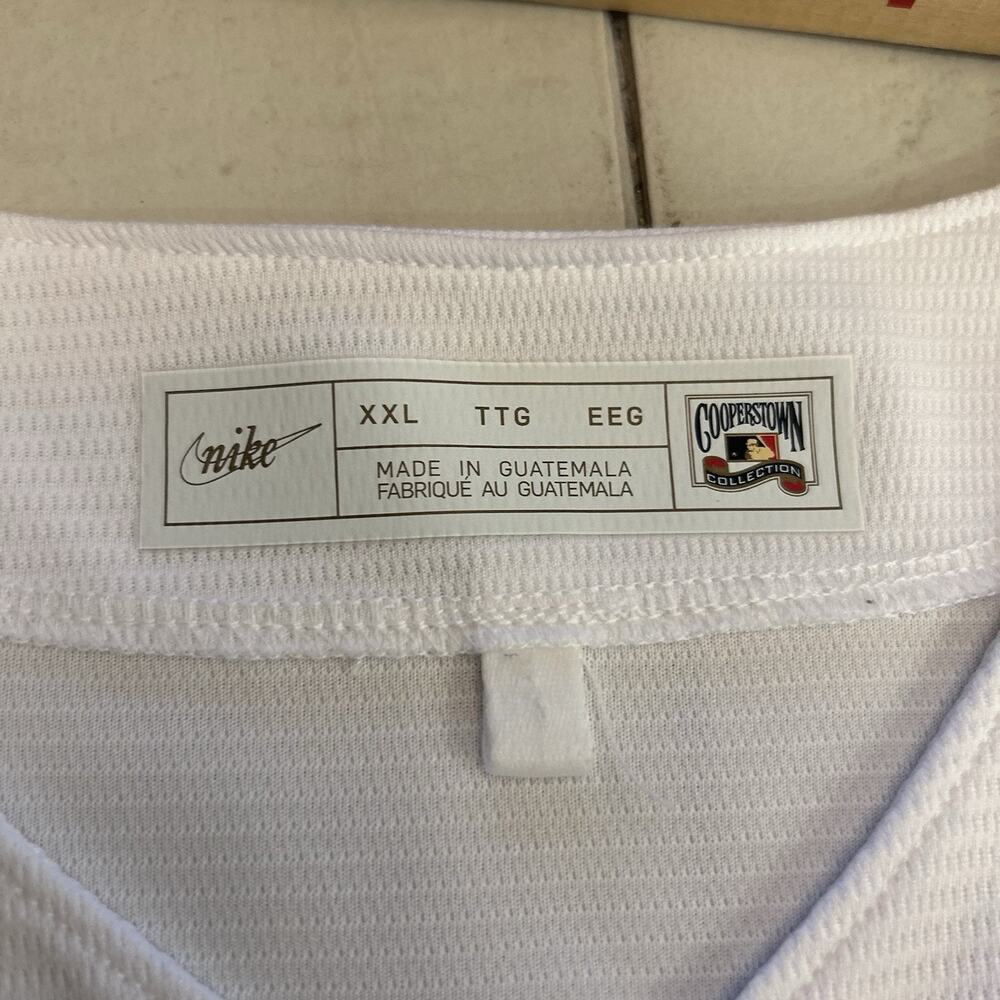 nike
XXL TTG EEG
MADE IN GUATEMALA
FABRIQUÉ AU GUATEMALA
COOPERSTOWN
COLLECTION